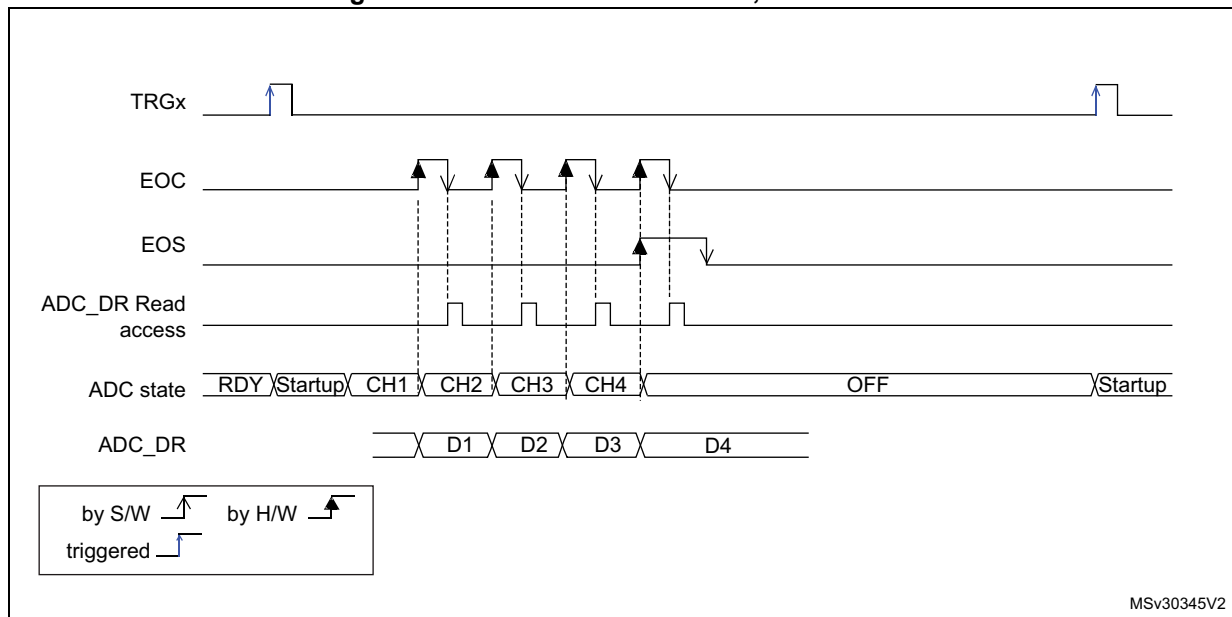 TRGx
EOC
EOS
ADC_DR Read
access
ADC state RDY Startup CH1 CH2 CH3 CH4 OFF Startup
ADC_DR D1 D2 D3 D4
by S/W by H/W
triggered
MSv30345V2